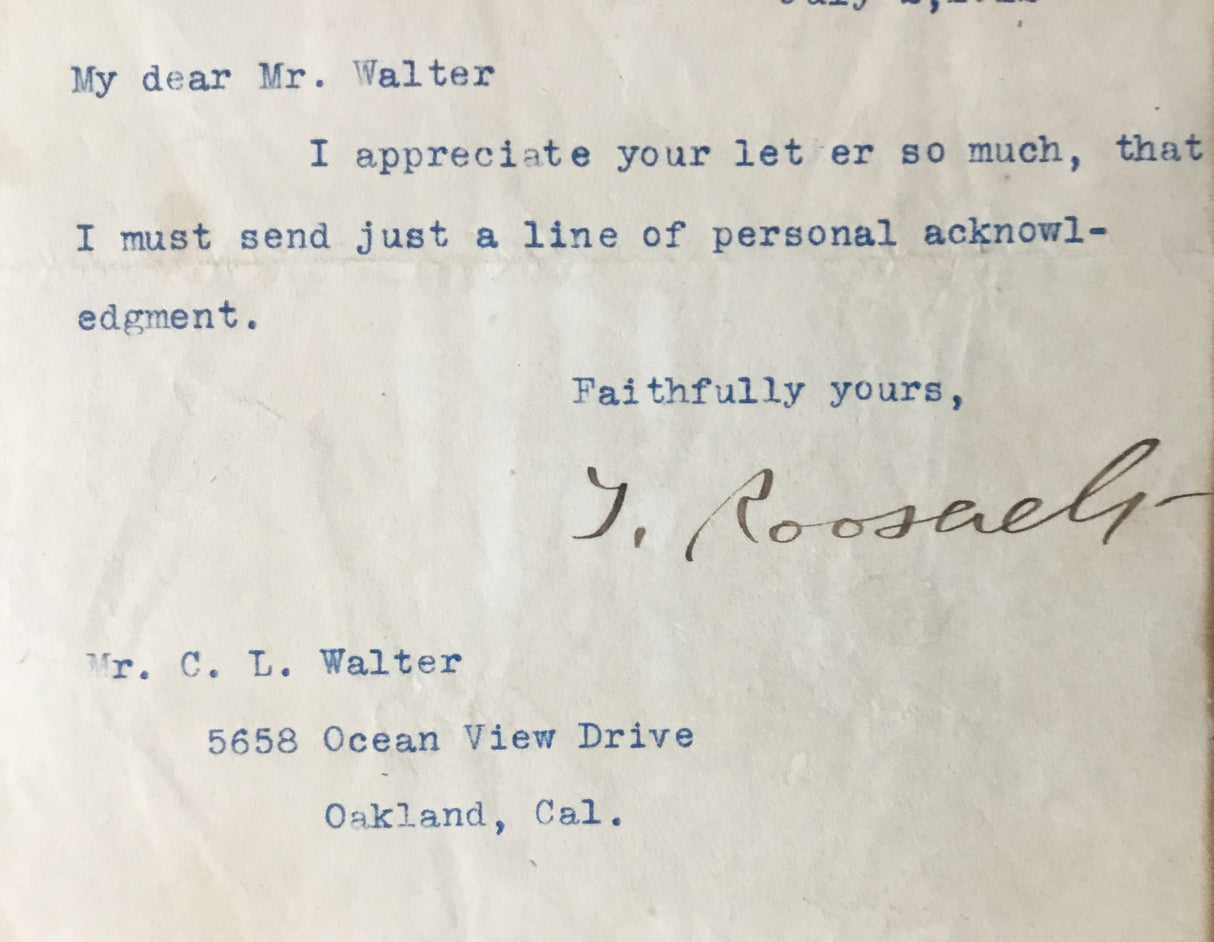 My dear Mr. Walter
I appreciate your let er so much, that
I must send just a line of personal acknowl-
edgment.
Faithfully yours,
T. Roosevelt
Mr. C. L. Walter
5658 Ocean View Drive
Oakland, Cal.